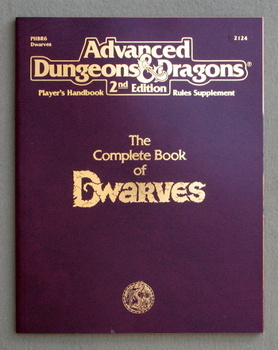 PHBR6
Dwarves
2124
Advanced
Dungeons & Dragons®
2nd Edition
Player's Handbook Rules Supplement
The
Complete Book
of
Dwarves